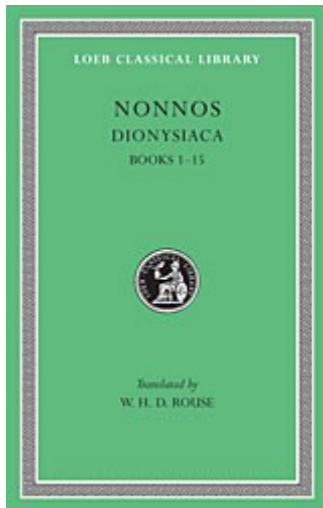 LOEB CLASSICAL LIBRARY
NONNOS
DIONYSIACA
BOOKS 1–15
Translated by
W. H. D. ROUSE